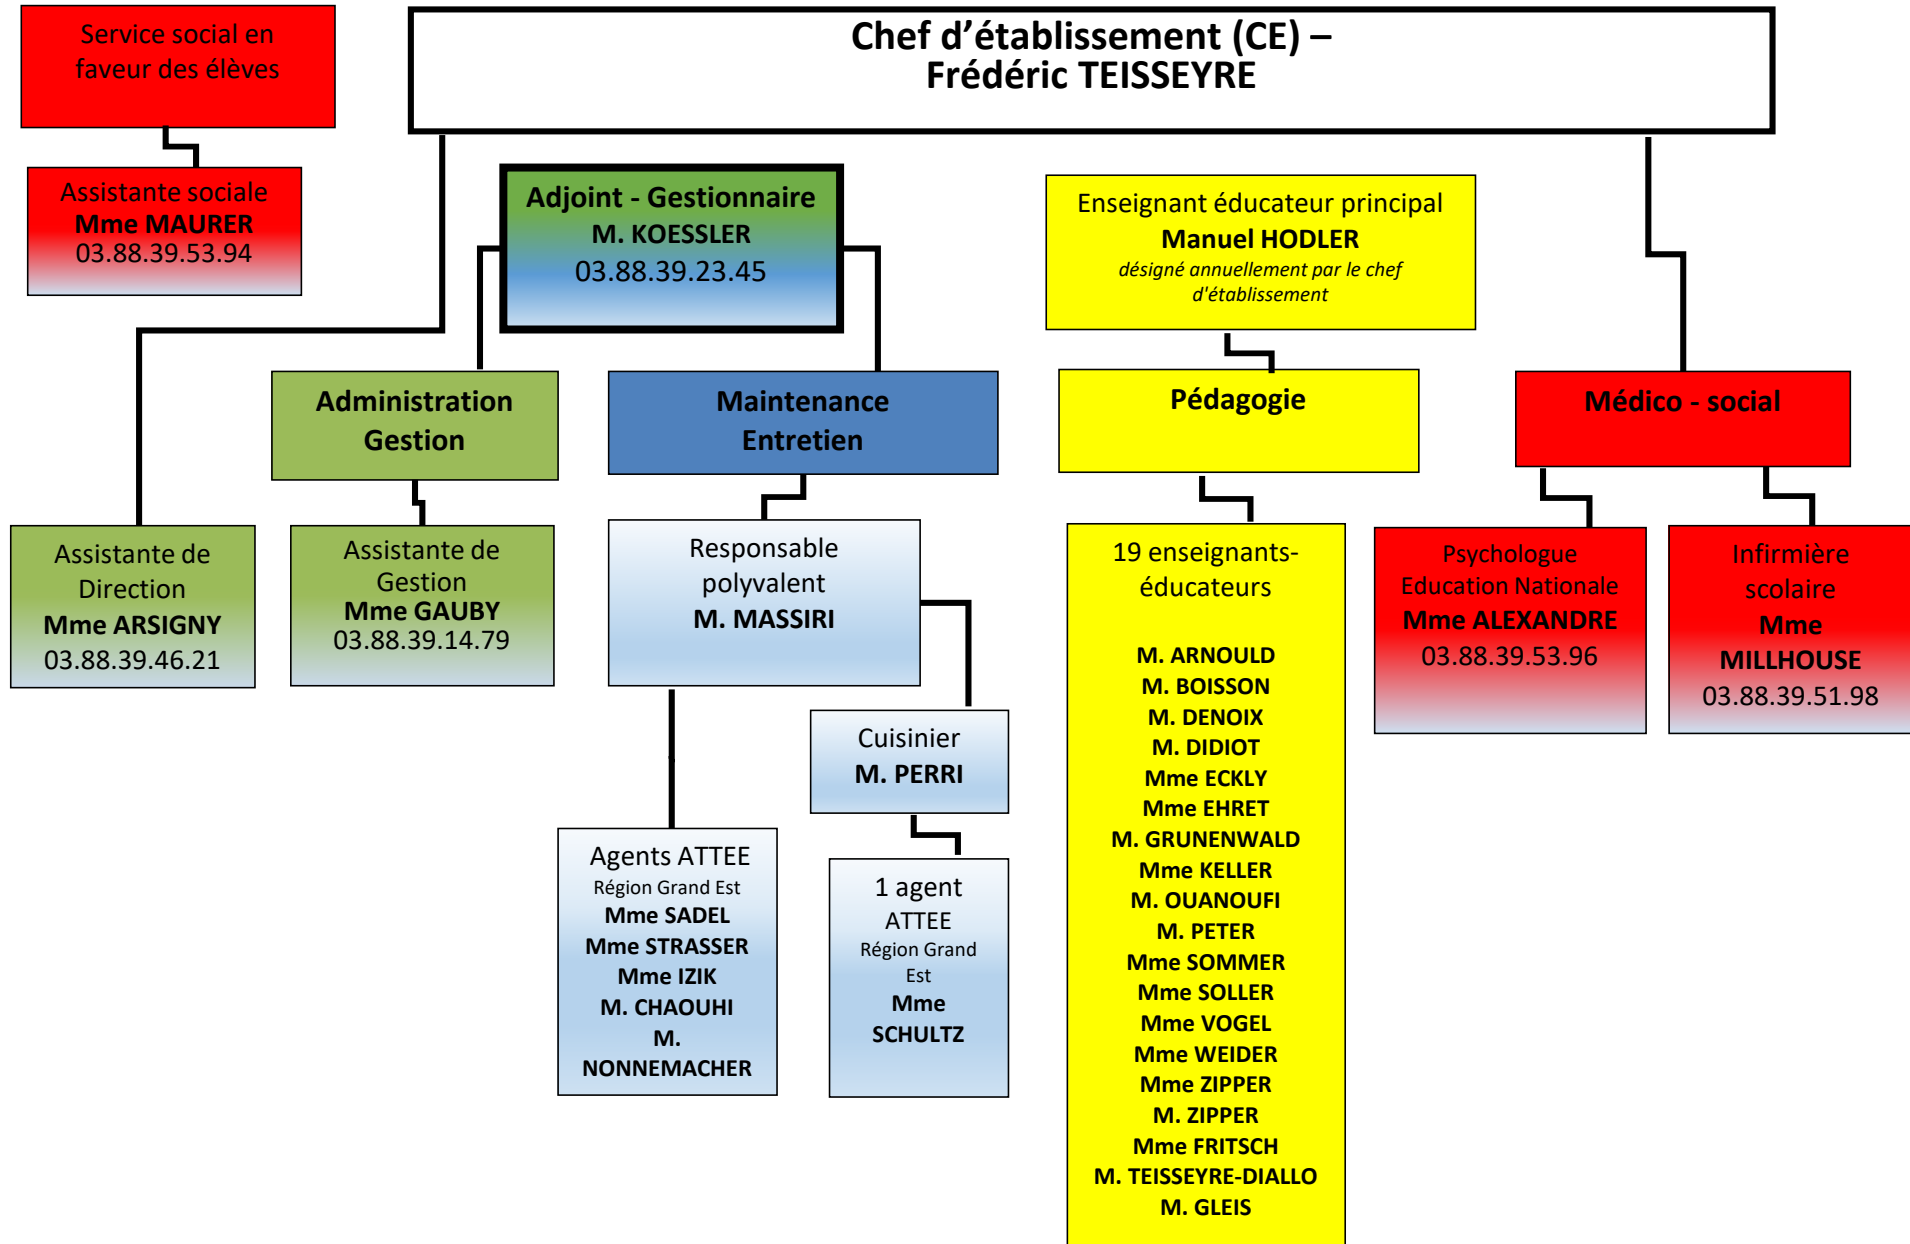 Service social en
faveur des élèves
Chef d’établissement (CE) –
Frédéric TEISSEYRE
Assistante sociale
Mme MAURER
03.88.39.53.94
Adjoint - Gestionnaire
M. KOESSLER
03.88.39.23.45
Enseignant éducateur principal
Manuel HODLER
désigné annuellement par le chef
d'établissement
Administration
Gestion
Maintenance
Entretien
Pédagogie
Médico - social
Assistante de
Direction
Mme ARSIGNY
03.88.39.46.21
Assistante de
Gestion
Mme GAUBY
03.88.39.14.79
Responsable
polyvalent
M. MASSIRI
Cuisinier
M. PERRI
Agents ATTEE
Région Grand Est
Mme SADEL
Mme STRASSER
Mme IZIK
M. CHAOUHI
M.
NONNEMACHER
1 agent
ATTEE
Région Grand
Est
Mme
SCHULTZ
19 enseignants-
éducateurs
M. ARNOULD
M. BOISSON
M. DENOIX
M. DIDIOT
Mme ECKLY
Mme EHRET
M. GRUNENWALD
Mme KELLER
M. OUANOUFI
M. PETER
Mme SOMMER
Mme SOLLER
Mme VOGEL
Mme WEIDER
Mme ZIPPER
M. ZIPPER
Mme FRITSCH
M. TEISSEYRE-DIALLO
M. GLEIS
Psychologue
Education Nationale
Mme ALEXANDRE
03.88.39.53.96
Infirmière
scolaire
Mme
MILLHOUSE
03.88.39.51.98